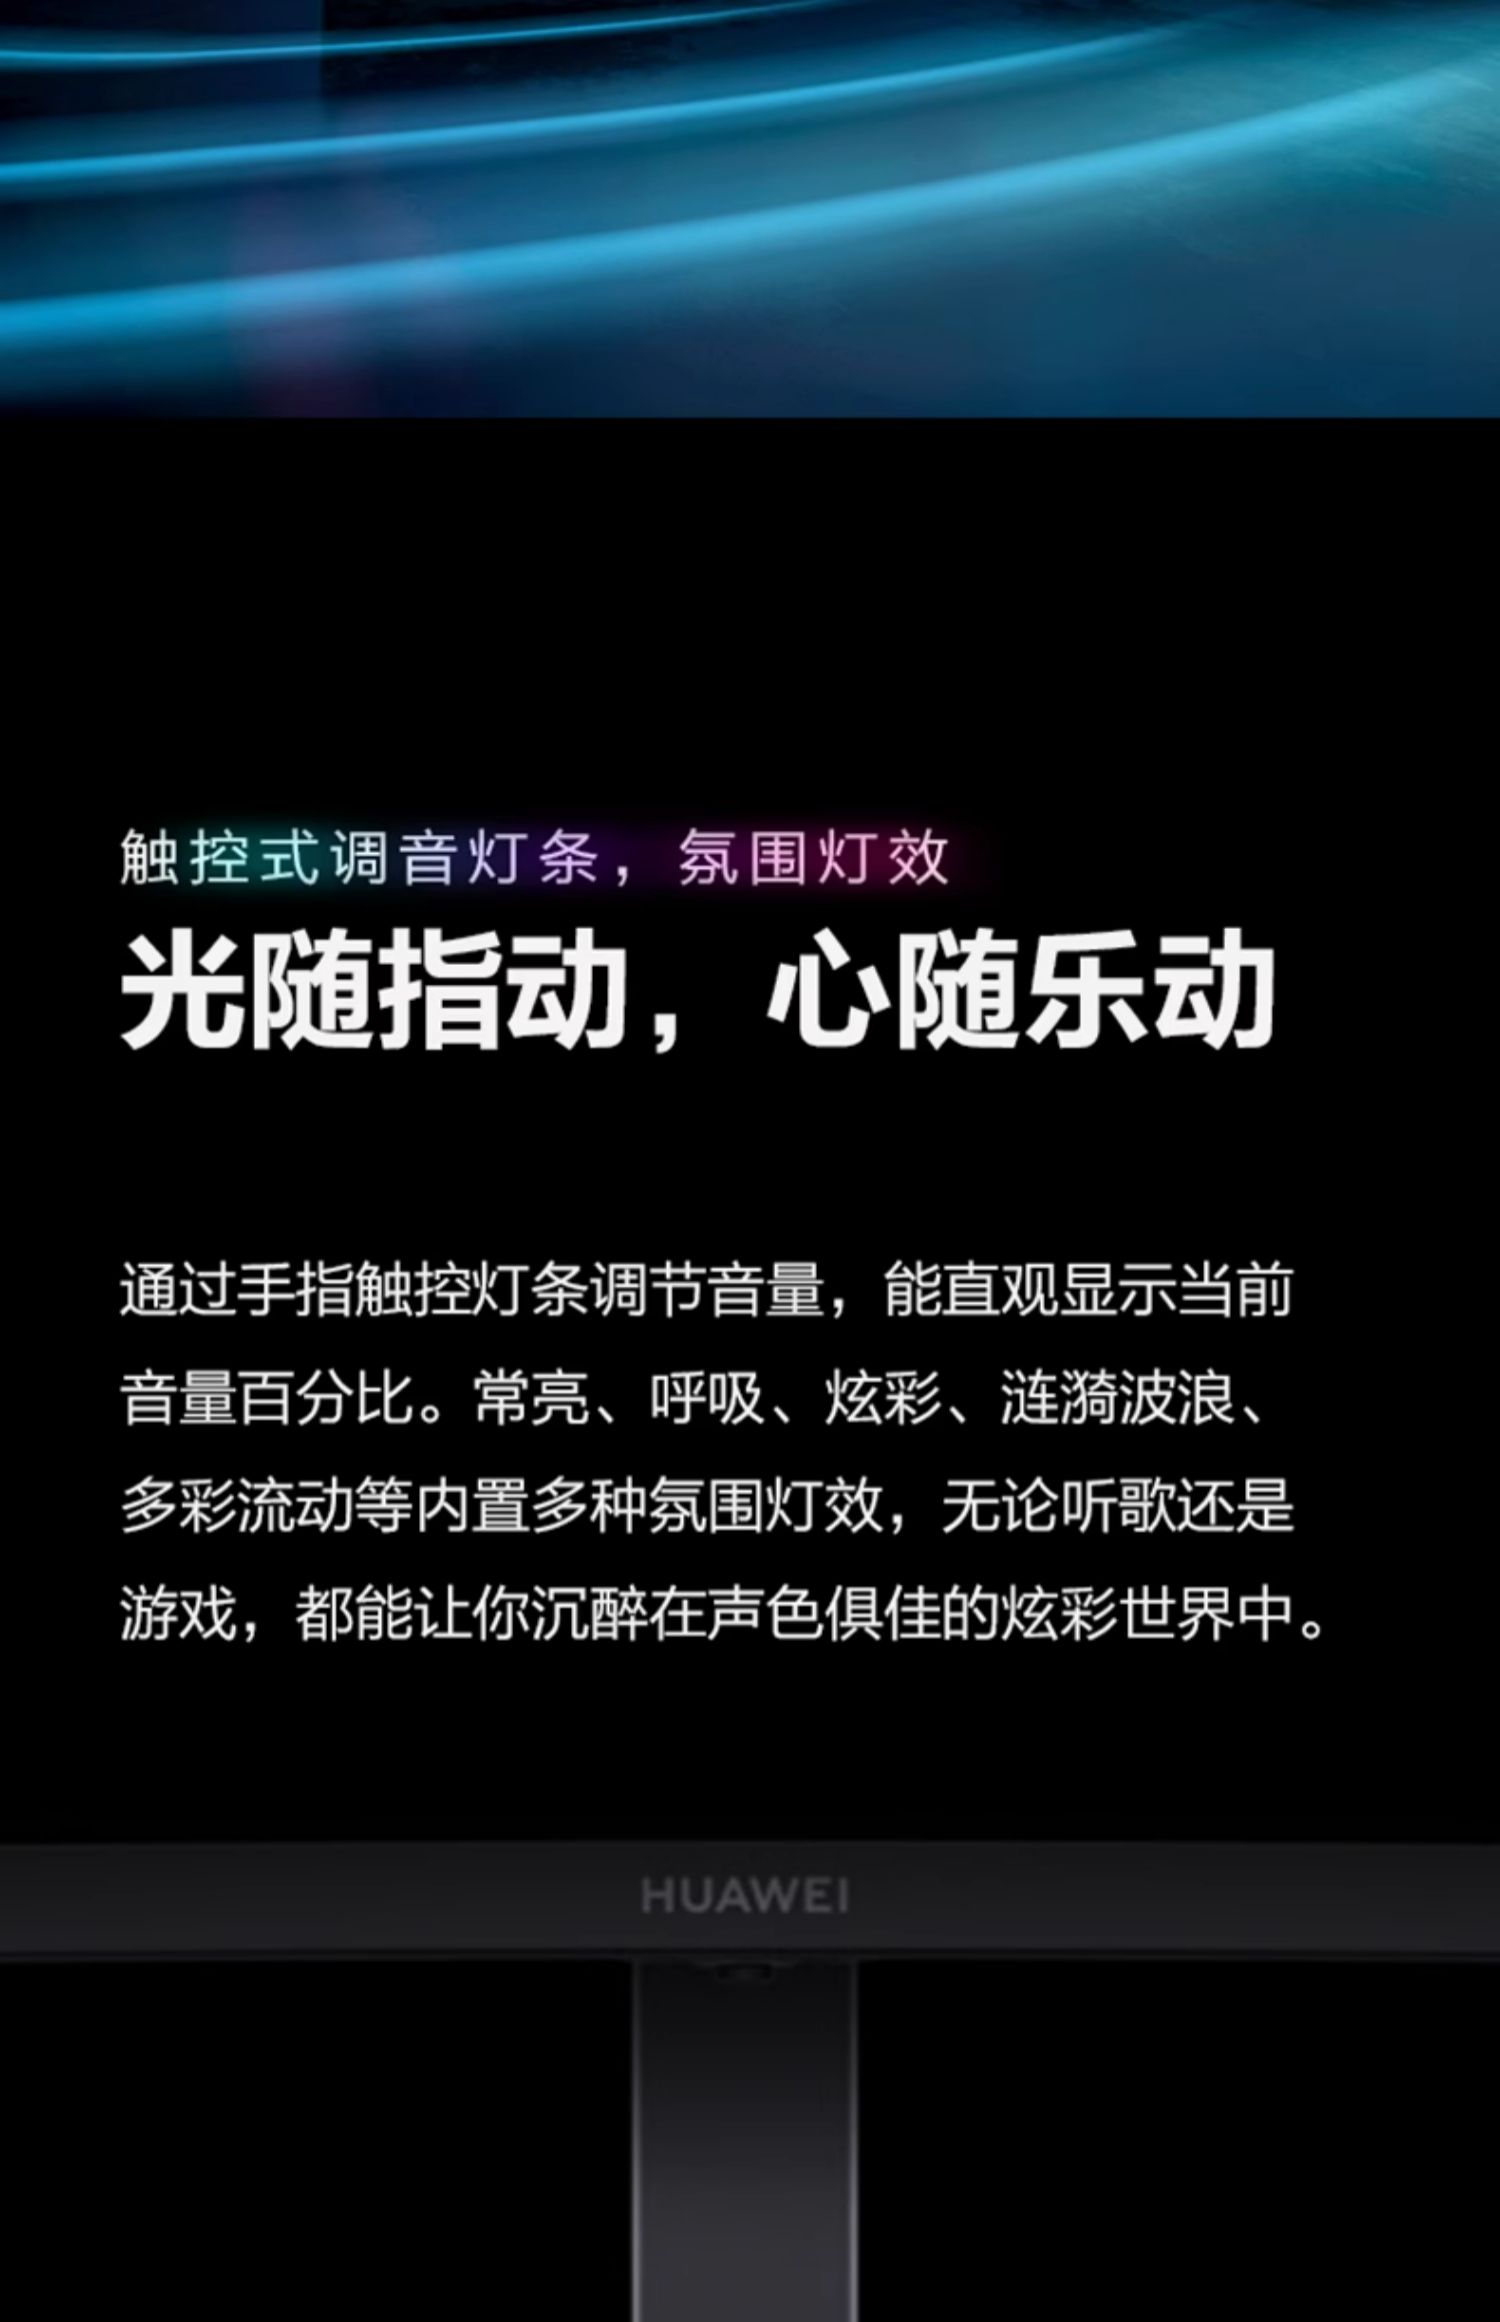 触控式调音灯条，氛围灯效
光随指动，心随乐动
通过手指触控灯条调节音量，能直观显示当前
音量百分比。常亮、呼吸、炫彩、涟漪波浪、
多彩流动等内置多种氛围灯效，无论听歌还是
游戏，都能让你沉醉在声色俱佳的炫彩世界中。
HUAWEI